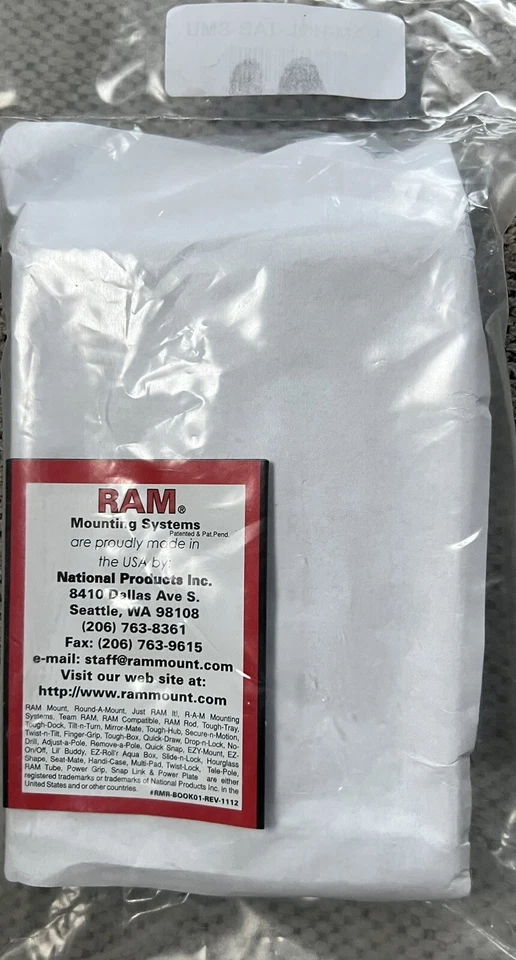 RAM®
Mounting Systems
Patented & Pat.Pend.
are proudly made in
the USA by:
National Products Inc.
8410 Dallas Ave S.
Seattle, WA 98108
(206) 763-8361
Fax: (206) 763-9615
e-mail: staff@rammount.com
Visit our web site at:
http://www.rammount.com
RAM Mount, Round-A-Mount, Just RAM It!, R-A-M Mounting
Systems, Team RAM, RAM Compatible, RAM Rod, Tough-Tray,
Tough-Dock, Tilt-n-Turn, Mirror-Mate, Tough-Hub, Secure-n-Motion,
Twist-n-Tilt, Finger-Grip, Tough-Box, Quick-Draw, Drop-n-Lock, No-
Drill, Adjust-a-Pole, Remove-a-Pole, Quick Snap, EZY-Mount, EZ-
On/Off, Lil' Buddy, EZ-Roll'r Aqua Box, Slide-n-Lock, Hourglass
Shape, Seat-Mate, Handi-Case, Multi-Pad, Twist-Lock, Tele-Pole,
RAM Tube, Power Grip, Snap Link & Power Plate are either
registered trademarks or trademarks of National Products Inc. in the
United States and or other countries.
#RMR-BOOK01-REV-1112